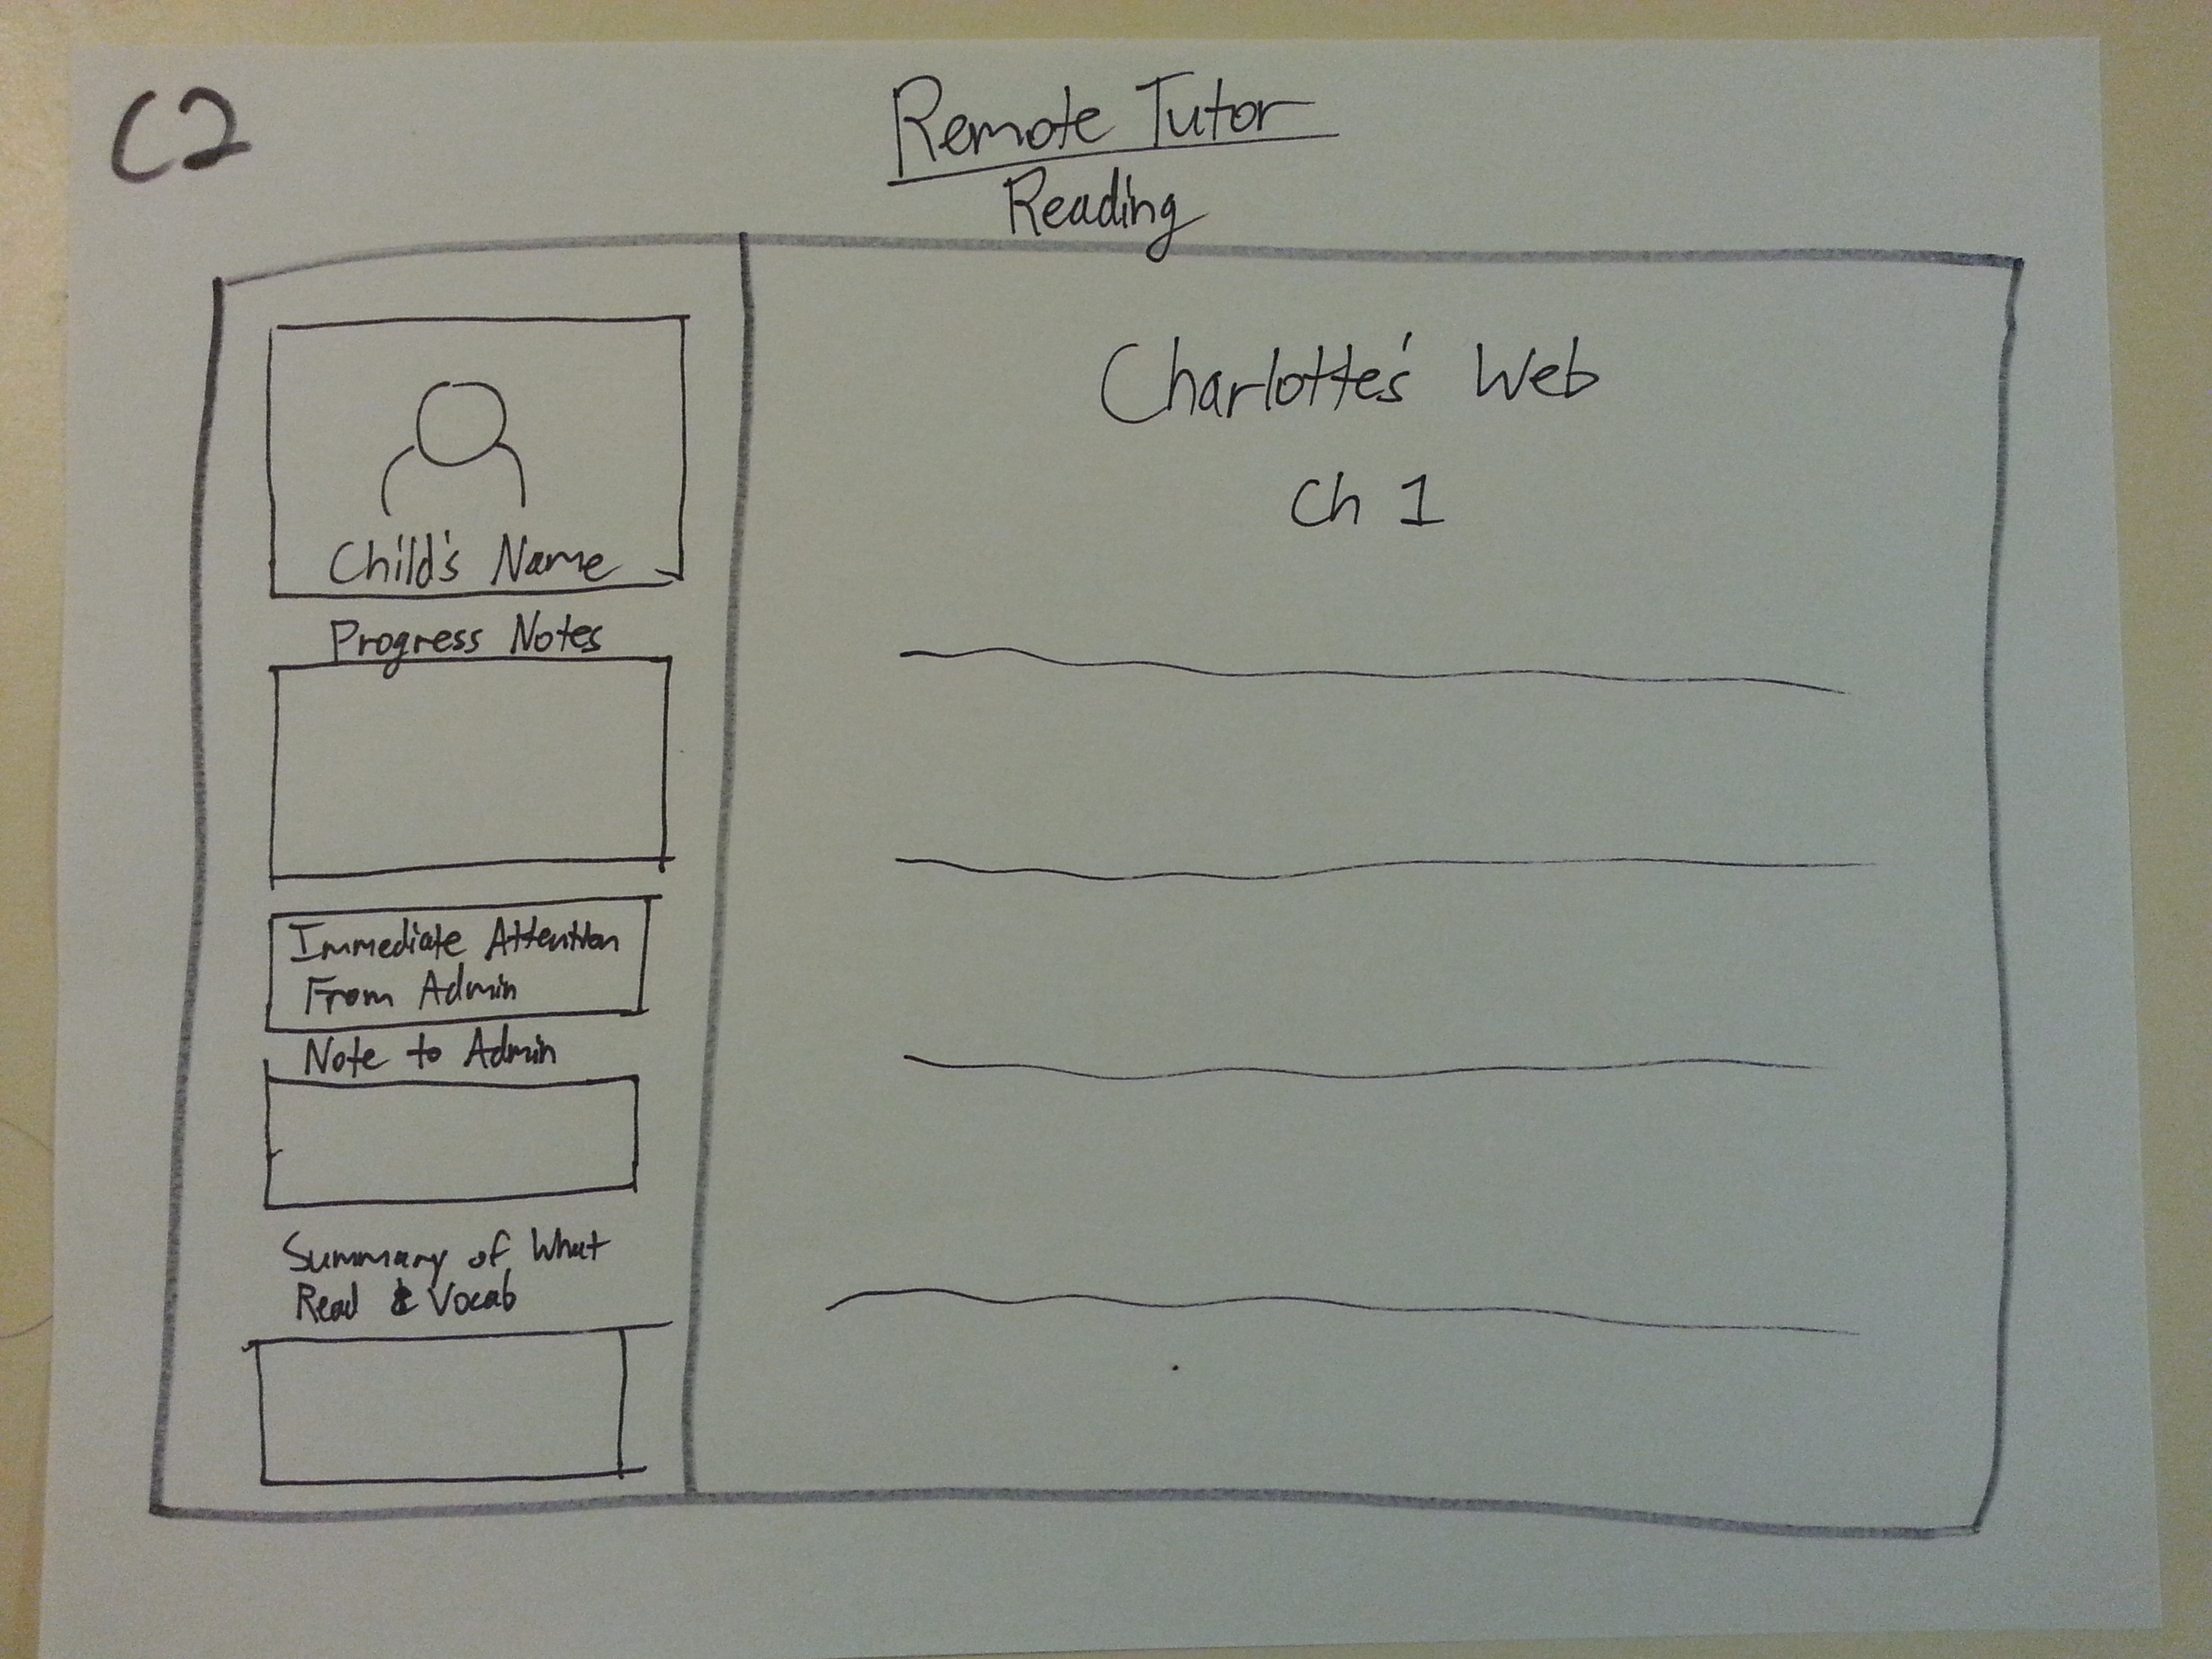 C2
Remote Tutor
Reading
Child's Name
Progress Notes
Immediate Attention
From Admin
Note to Admin
Summary of What
Read & Vocab
Charlotte's Web
Ch 1